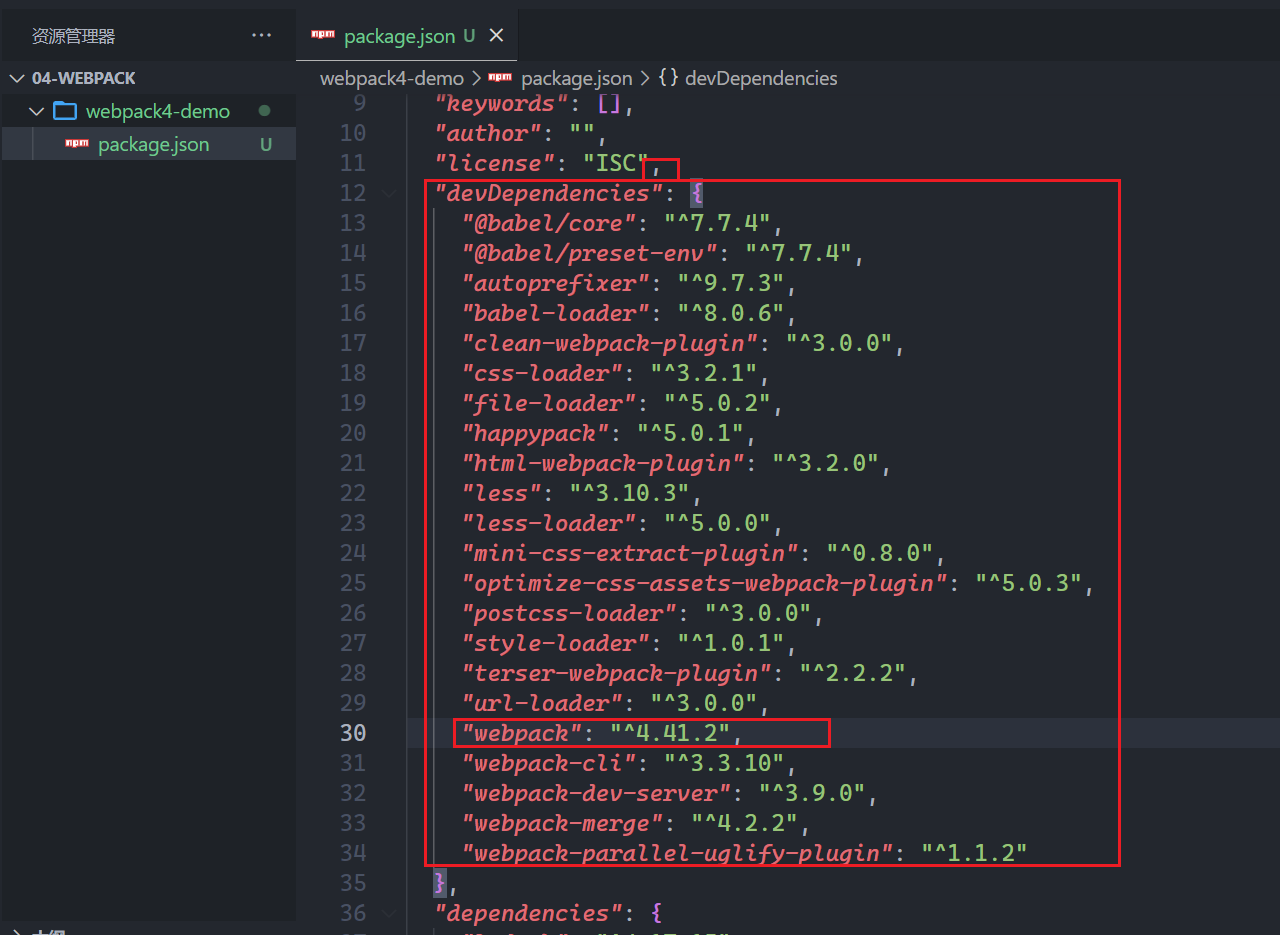 资源管理器 ···
npm package.json U ×
04-WEBPACK
webpack4-demo > npm package.json > {} devDependencies
webpack4-demo
npm package.json U
9 "keywords": [],
10 "author": "",
11 "license": "ISC",
12 "devDependencies": {
13 "@babel/core": "^7.7.4",
14 "@babel/preset-env": "^7.7.4",
15 "autoprefixer": "^9.7.3",
16 "babel-loader": "^8.0.6",
17 "clean-webpack-plugin": "^3.0.0",
18 "css-loader": "^3.2.1",
19 "file-loader": "^5.0.2",
20 "happypack": "^5.0.1",
21 "html-webpack-plugin": "^3.2.0",
22 "less": "^3.10.3",
23 "less-loader": "^5.0.0",
24 "mini-css-extract-plugin": "^0.8.0",
25 "optimize-css-assets-webpack-plugin": "^5.0.3",
26 "postcss-loader": "^3.0.0",
27 "style-loader": "^1.0.1",
28 "terser-webpack-plugin": "^2.2.2",
29 "url-loader": "^3.0.0",
30 "webpack": "^4.41.2",
31 "webpack-cli": "^3.3.10",
32 "webpack-dev-server": "^3.9.0",
33 "webpack-merge": "^4.2.2",
34 "webpack-parallel-uglify-plugin": "^1.1.2"
35 },
36 "dependencies": {